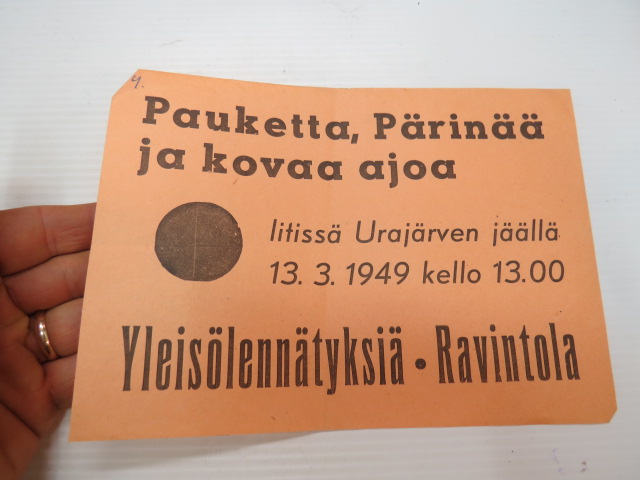 4.
Pauketta, Pärinää
ja kovaa ajoa
Iitissä Urajärven jäällä
13. 3. 1949 kello 13.00
Yleisölennätyksiä • Ravintola